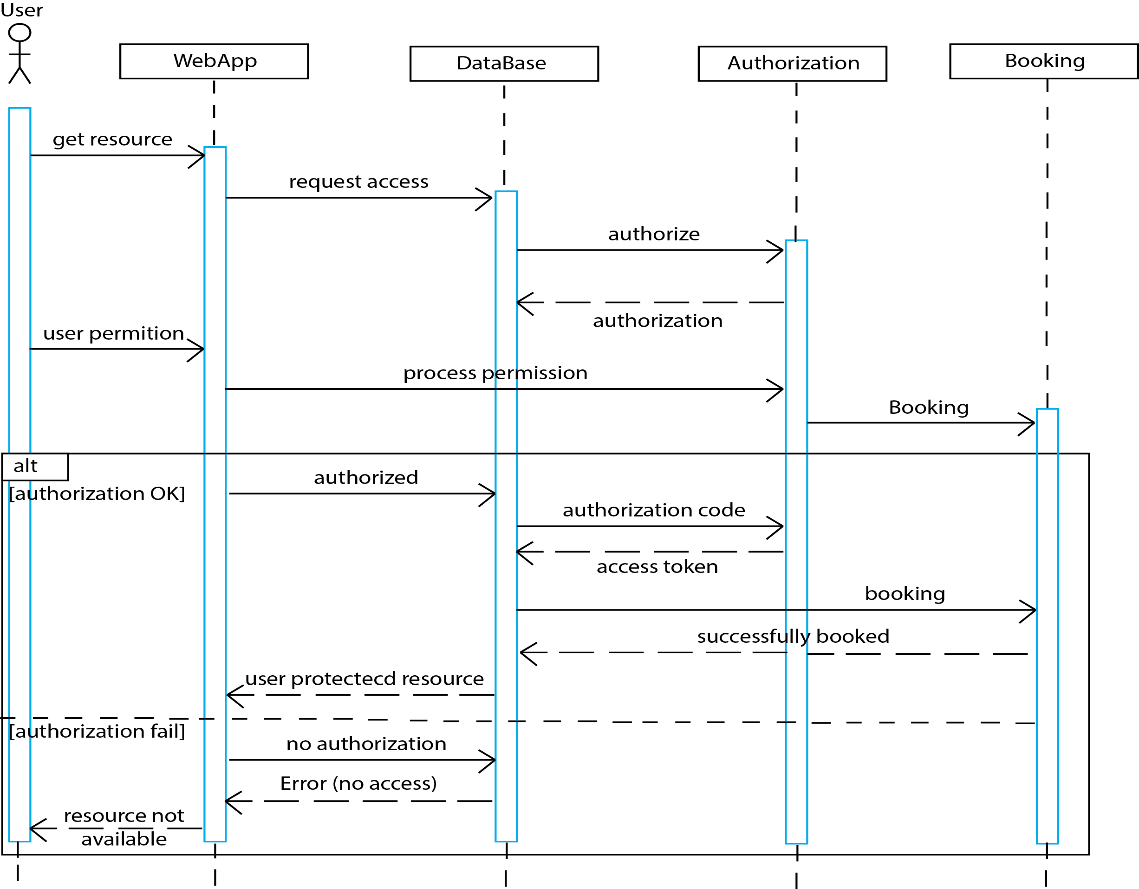 User
WebApp
DataBase
Authorization
Booking
get resource
request access
authorize
authorization
user permition
process permission
Booking
alt
[authorization OK]
authorized
authorization code
access token
booking
successfully booked
user protectecd resource
[authorization fail]
no authorization
Error (no access)
resource not
available